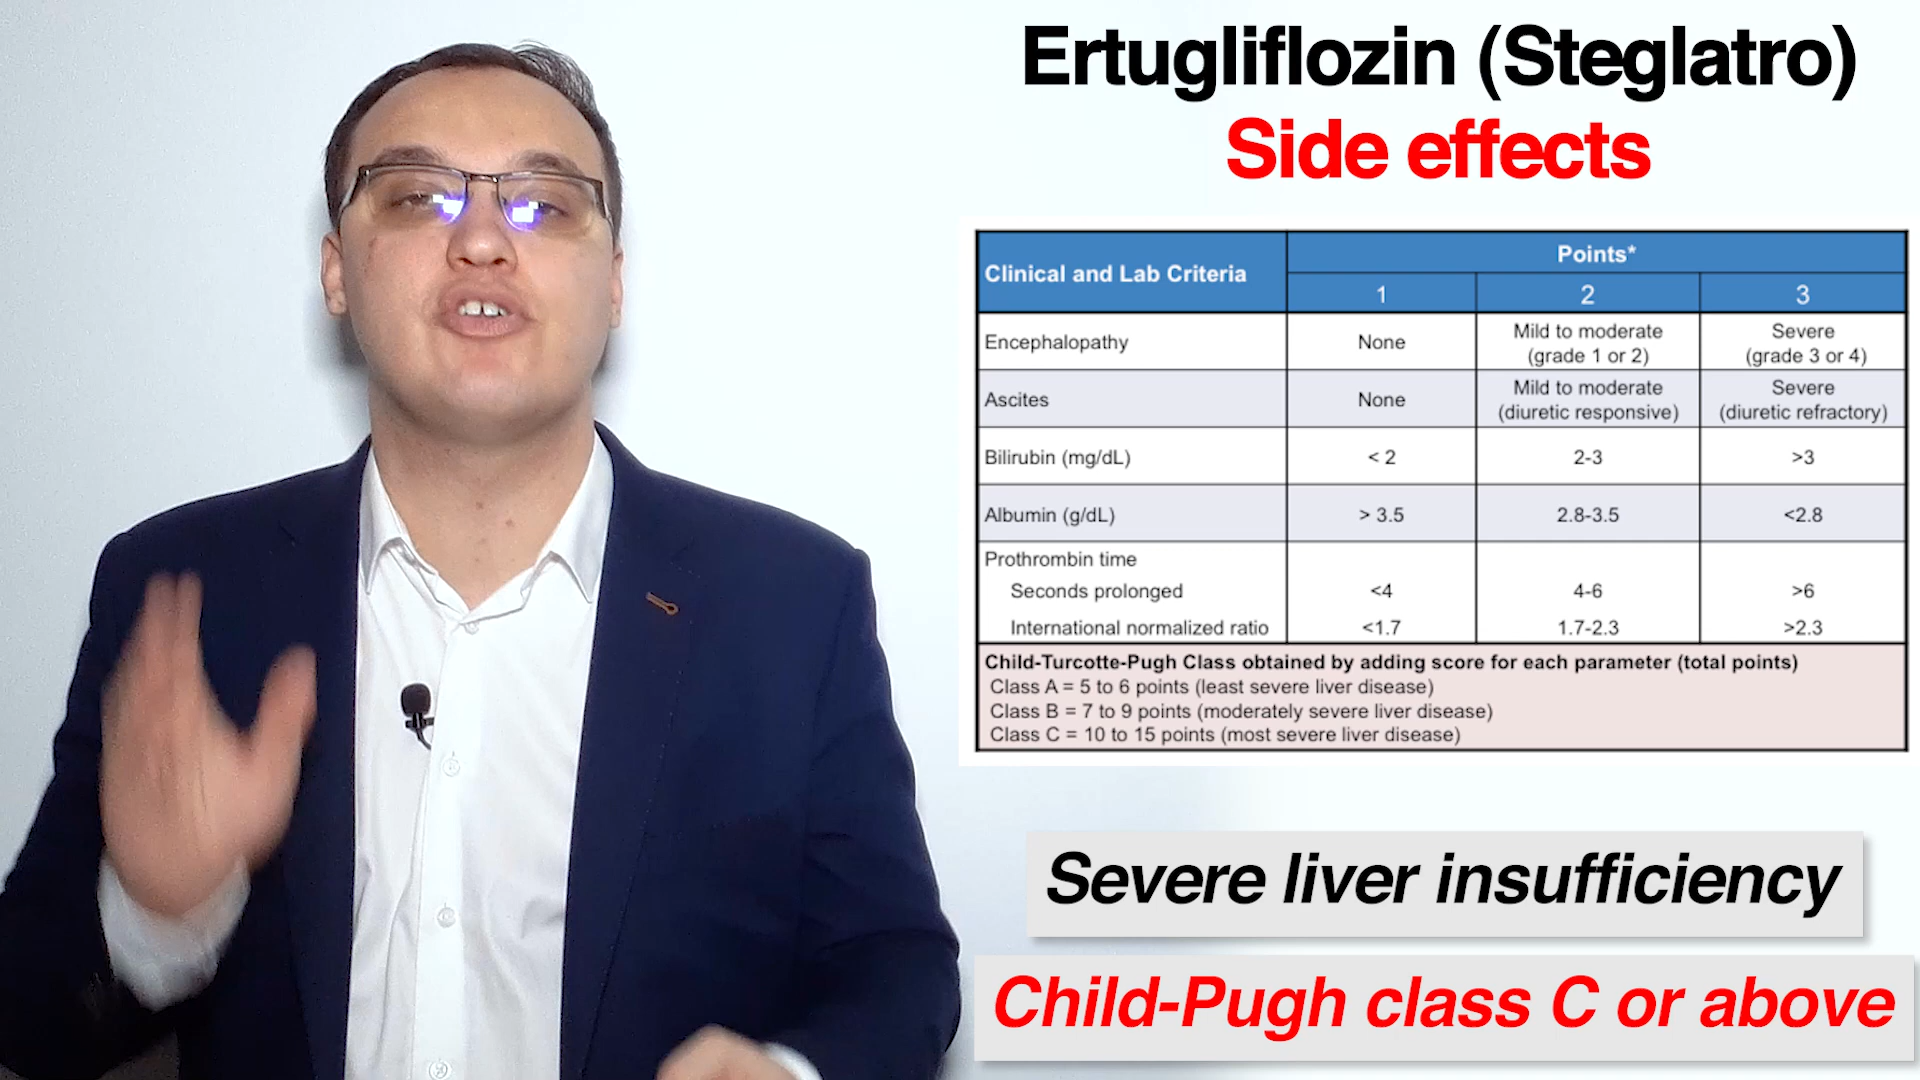 Ertugliflozin (Steglatro)
Side effects
Clinical and Lab Criteria
Points*
1 2 3
Encephalopathy None Mild to moderate (grade 1 or 2) Severe (grade 3 or 4)
Ascites None Mild to moderate (diuretic responsive) Severe (diuretic refractory)
Bilirubin (mg/dL) < 2 2-3 >3
Albumin (g/dL) > 3.5 2.8-3.5 <2.8
Prothrombin time
Seconds prolonged <4 4-6 >6
International normalized ratio <1.7 1.7-2.3 >2.3
Child-Turcotte-Pugh Class obtained by adding score for each parameter (total points)
Class A = 5 to 6 points (least severe liver disease)
Class B = 7 to 9 points (moderately severe liver disease)
Class C = 10 to 15 points (most severe liver disease)
Severe liver insufficiency
Child-Pugh class C or above